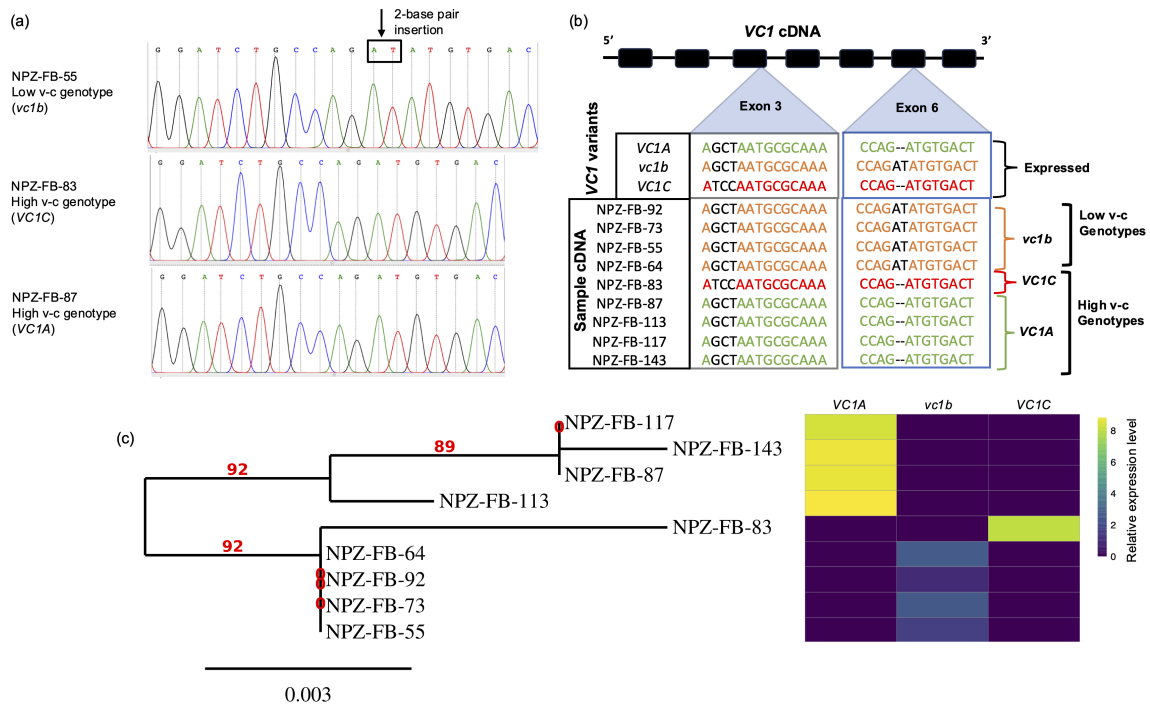 (a)
2-base pair
insertion
G G A T C T G C C A G A T A T G T G A C
NPZ-FB-55
Low v-c genotype
(vc1b)
G G A T C T G C C A G A T G T G A C
NPZ-FB-83
High v-c genotype
(VC1C)
G G A T C T G C C A G A T G T G A C
NPZ-FB-87
High v-c genotype
(VC1A)
(b)
VC1 cDNA
5’ 3’
Exon 3 Exon 6
VC1 variants
VC1A AGCTAATGCGCAAA CCAG--ATGTGACT
vc1b AGCTAATGCGCAAA CCAGATATGTGACT
VC1C ATCCAATGCGCAAA CCAG--ATGTGACT
Expressed
Sample cDNA
NPZ-FB-92 AGCTAATGCGCAAA CCAGATATGTGACT
NPZ-FB-73 AGCTAATGCGCAAA CCAGATATGTGACT
NPZ-FB-55 AGCTAATGCGCAAA CCAGATATGTGACT
NPZ-FB-64 AGCTAATGCGCAAA CCAGATATGTGACT
NPZ-FB-83 ATCCAATGCGCAAA CCAG--ATGTGACT
NPZ-FB-87 AGCTAATGCGCAAA CCAG--ATGTGACT
NPZ-FB-113 AGCTAATGCGCAAA CCAG--ATGTGACT
NPZ-FB-117 AGCTAATGCGCAAA CCAG--ATGTGACT
NPZ-FB-143 AGCTAATGCGCAAA CCAG--ATGTGACT
vc1b
VC1C
VC1A
Low v-c
Genotypes
High v-c
Genotypes
(c)
92
89
92
0
NPZ-FB-117
NPZ-FB-143
NPZ-FB-87
NPZ-FB-113
NPZ-FB-83
NPZ-FB-64
0
0
NPZ-FB-92
0
NPZ-FB-73
NPZ-FB-55
0.003
VC1A vc1b VC1C
8
6
4
2
0
Relative expression level